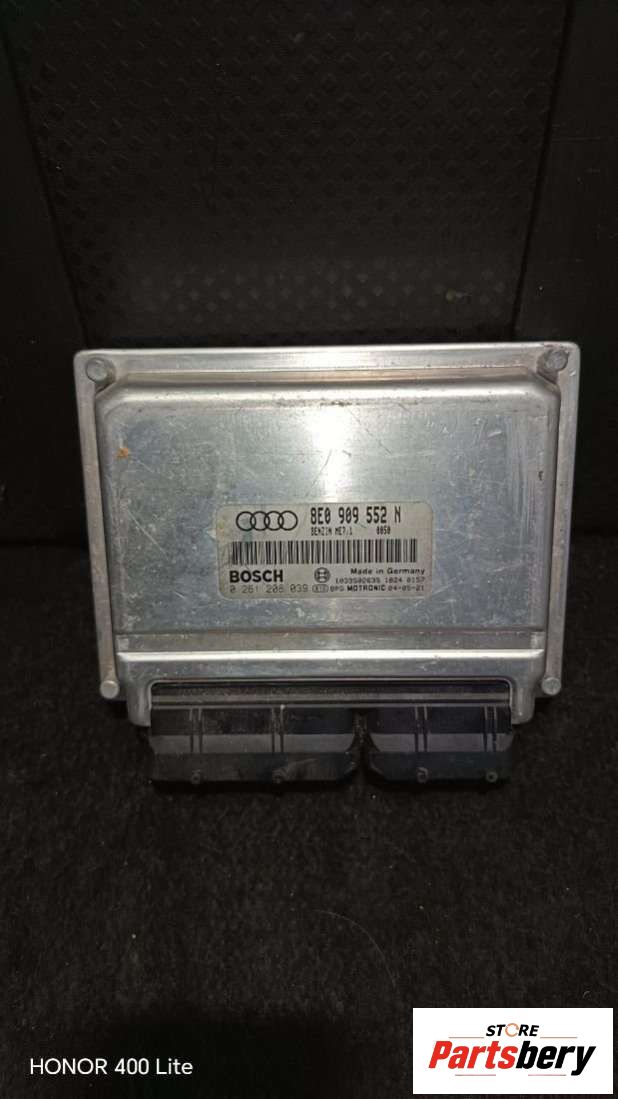 8E0 909 552 N
BENZIN ME7.1 0050
BOSCH Made in Germany
1039S02635 1024 0157
0 261 208 039 BPG MOTRONIC 04-05-21
STORE
Partsbery
HONOR 400 Lite